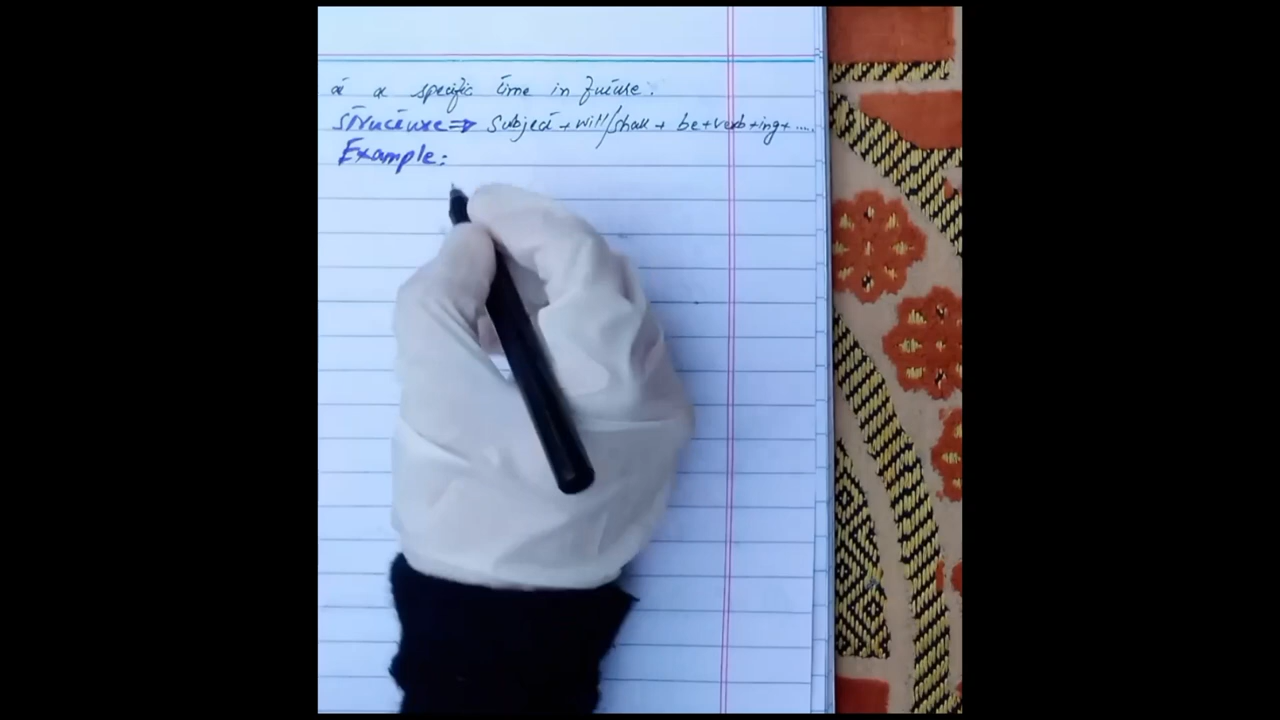 at a specific time in future.
Structure⇒ Subject + will/shall + be+verb+ing+....
Example: